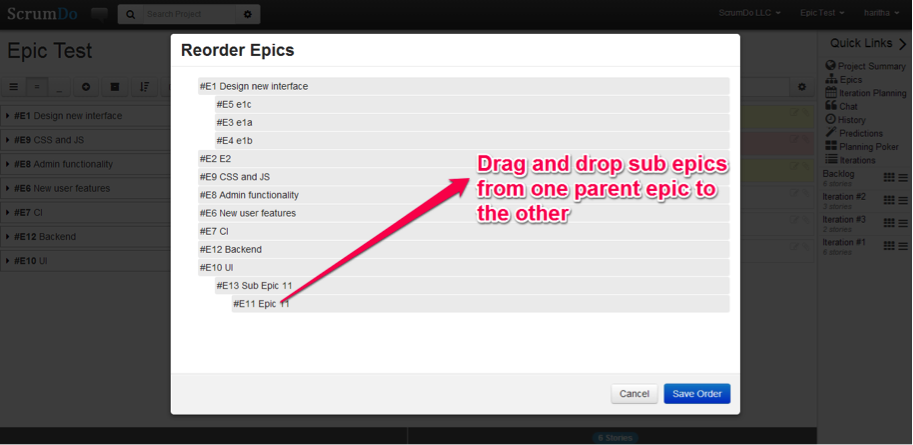 ScrumDo
Search Project
ScrumDo LLC
Epic Test
haritha
Epic Test
#E1 Design new interface
#E9 CSS and JS
#E8 Admin functionality
#E6 New user features
#E7 CI
#E12 Backend
#E10 UI
Reorder Epics
#E1 Design new interface
#E5 e1c
#E3 e1a
#E4 e1b
#E2 E2
#E9 CSS and JS
#E8 Admin functionality
#E6 New user features
#E7 CI
#E12 Backend
#E10 UI
#E13 Sub Epic 11
#E11 Epic 11
Drag and drop sub epics
from one parent epic to
the other
Cancel
Save Order
Quick Links
Project Summary
Epics
Iteration Planning
Chat
History
Predictions
Planning Poker
Iterations
Backlog
6 stories
Iteration #2
3 stories
Iteration #3
2 stories
Iteration #1
6 stories
6 Stories